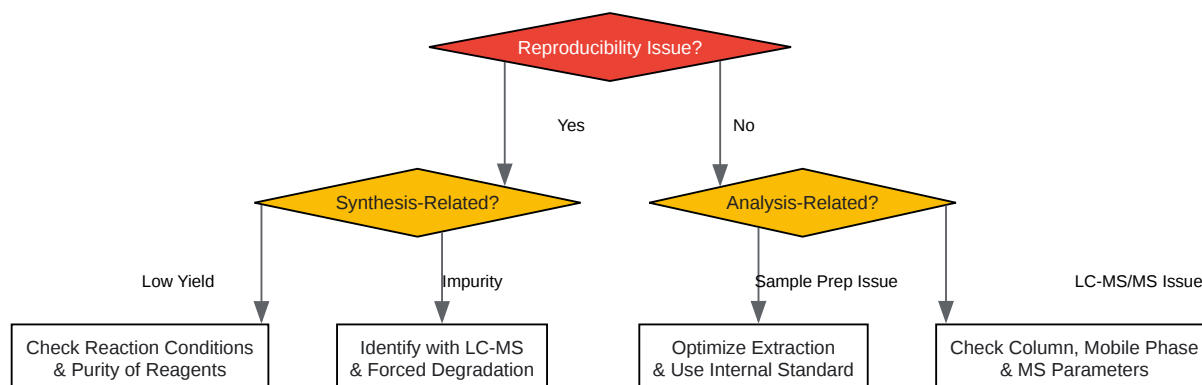 Reproducibility Issue?
Yes
No
Synthesis-Related?
Analysis-Related?
Low Yield
Impurity
Sample Prep Issue
LC-MS/MS Issue
Check Reaction Conditions
& Purity of Reagents
Identify with LC-MS
& Forced Degradation
Optimize Extraction
& Use Internal Standard
Check Column, Mobile Phase
& MS Parameters